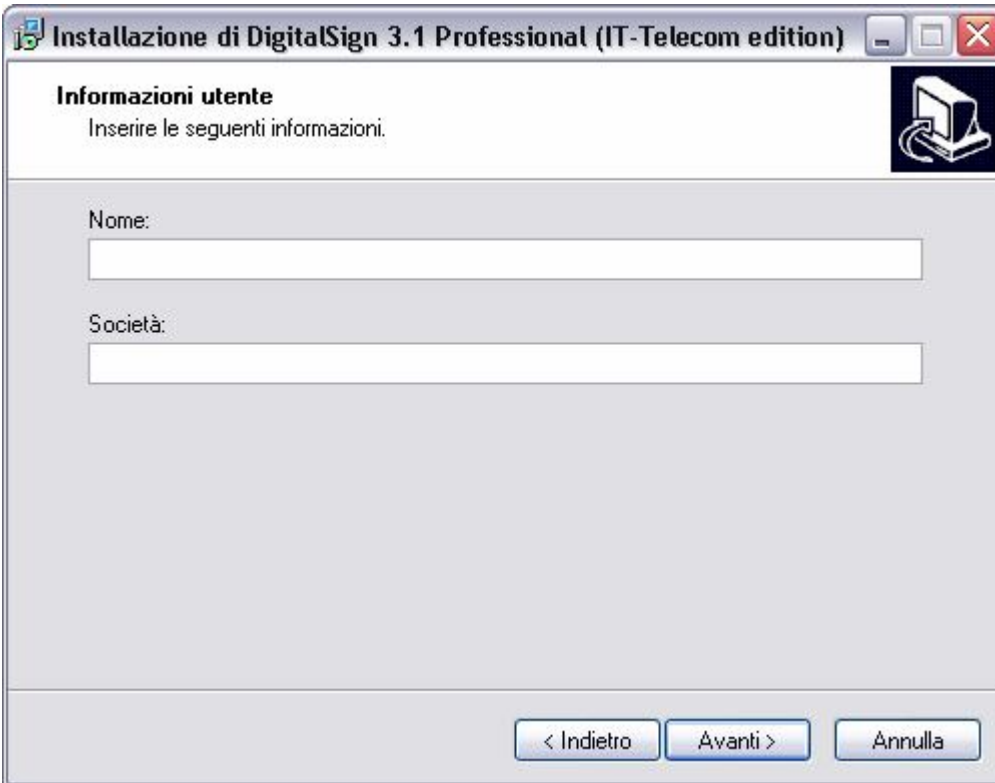 Installazione di DigitalSign 3.1 Professional (IT-Telecom edition)
Informazioni utente
Inserire le seguenti informazioni.
Nome:
Società:
< Indietro
Avanti >
Annulla